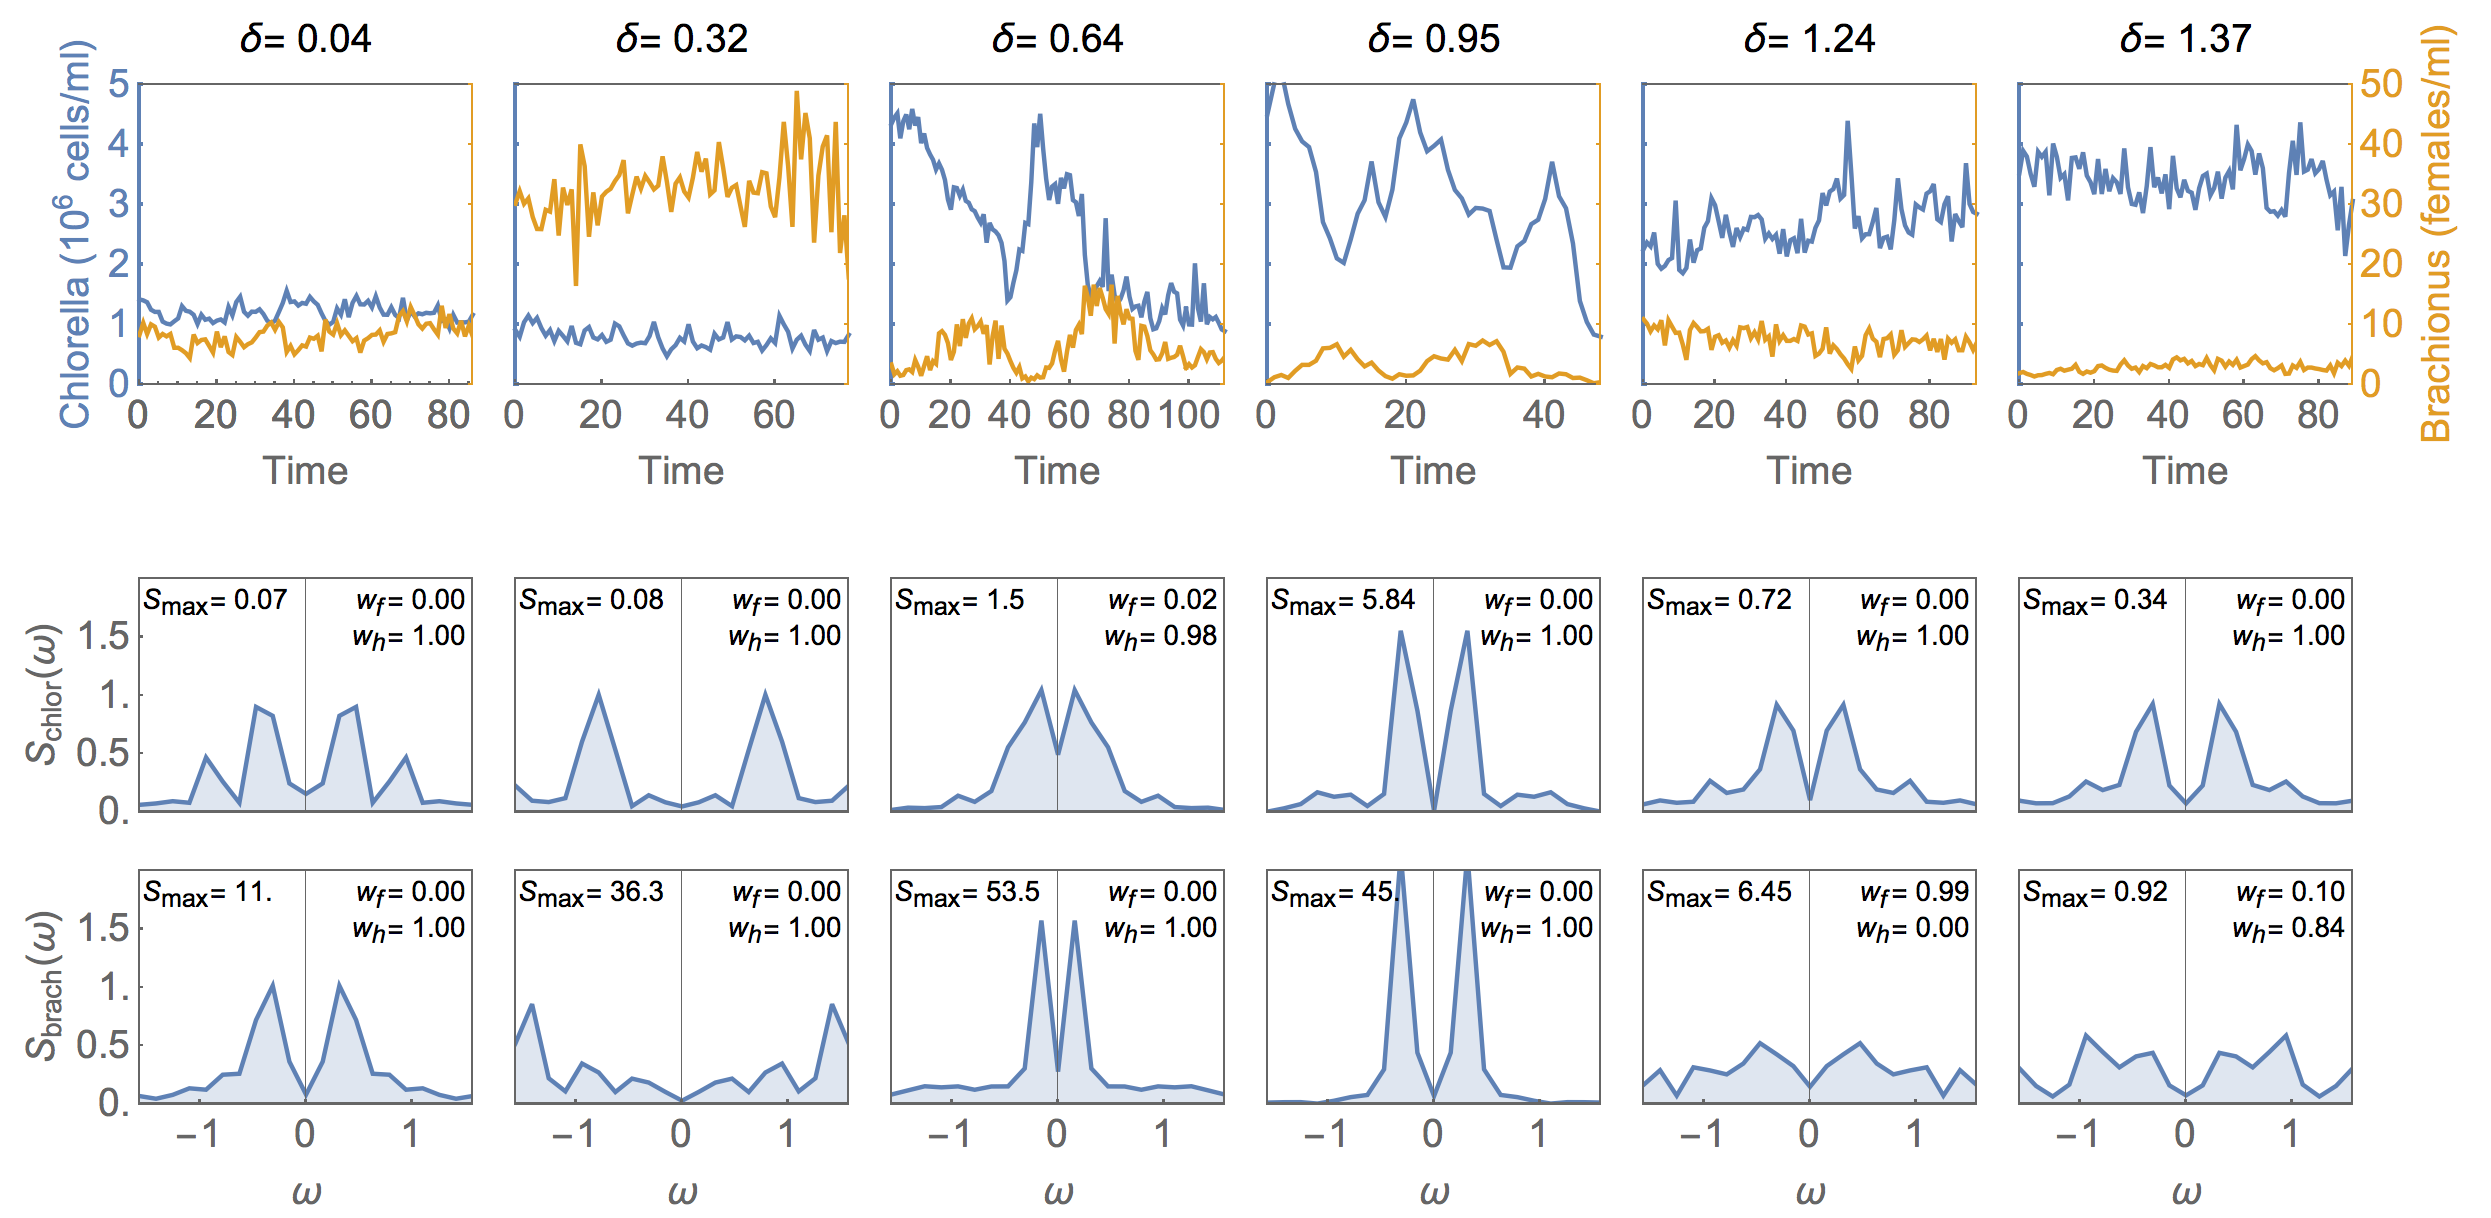 δ= 0.04 δ= 0.32 δ= 0.64 δ= 0.95 δ= 1.24 δ= 1.37
Chlorella (10⁶ cells/ml)
5
4
3
2
1
0
50
40
30
20
10
0
Brachionus (females/ml)
0 20 40 60 80 0 20 40 60 0 20 40 60 80 100 0 20 40 0 20 40 60 80 0 20 40 60 80
Time Time Time Time Time Time
S_chlor(ω)
1.5
1.
0.5
0.
S_max= 0.07 w_f= 0.00
w_h= 1.00
S_max= 0.08 w_f= 0.00
w_h= 1.00
S_max= 1.5 w_f= 0.02
w_h= 0.98
S_max= 5.84 w_f= 0.00
w_h= 1.00
S_max= 0.72 w_f= 0.00
w_h= 1.00
S_max= 0.34 w_f= 0.00
w_h= 1.00
S_brach(ω)
1.5
1.
0.5
0.
S_max= 11. w_f= 0.00
w_h= 1.00
S_max= 36.3 w_f= 0.00
w_h= 1.00
S_max= 53.5 w_f= 0.00
w_h= 1.00
S_max= 45. w_f= 0.00
w_h= 1.00
S_max= 6.45 w_f= 0.99
w_h= 0.00
S_max= 0.92 w_f= 0.10
w_h= 0.84
−1 0 1 −1 0 1 −1 0 1 −1 0 1 −1 0 1 −1 0 1
ω ω ω ω ω ω